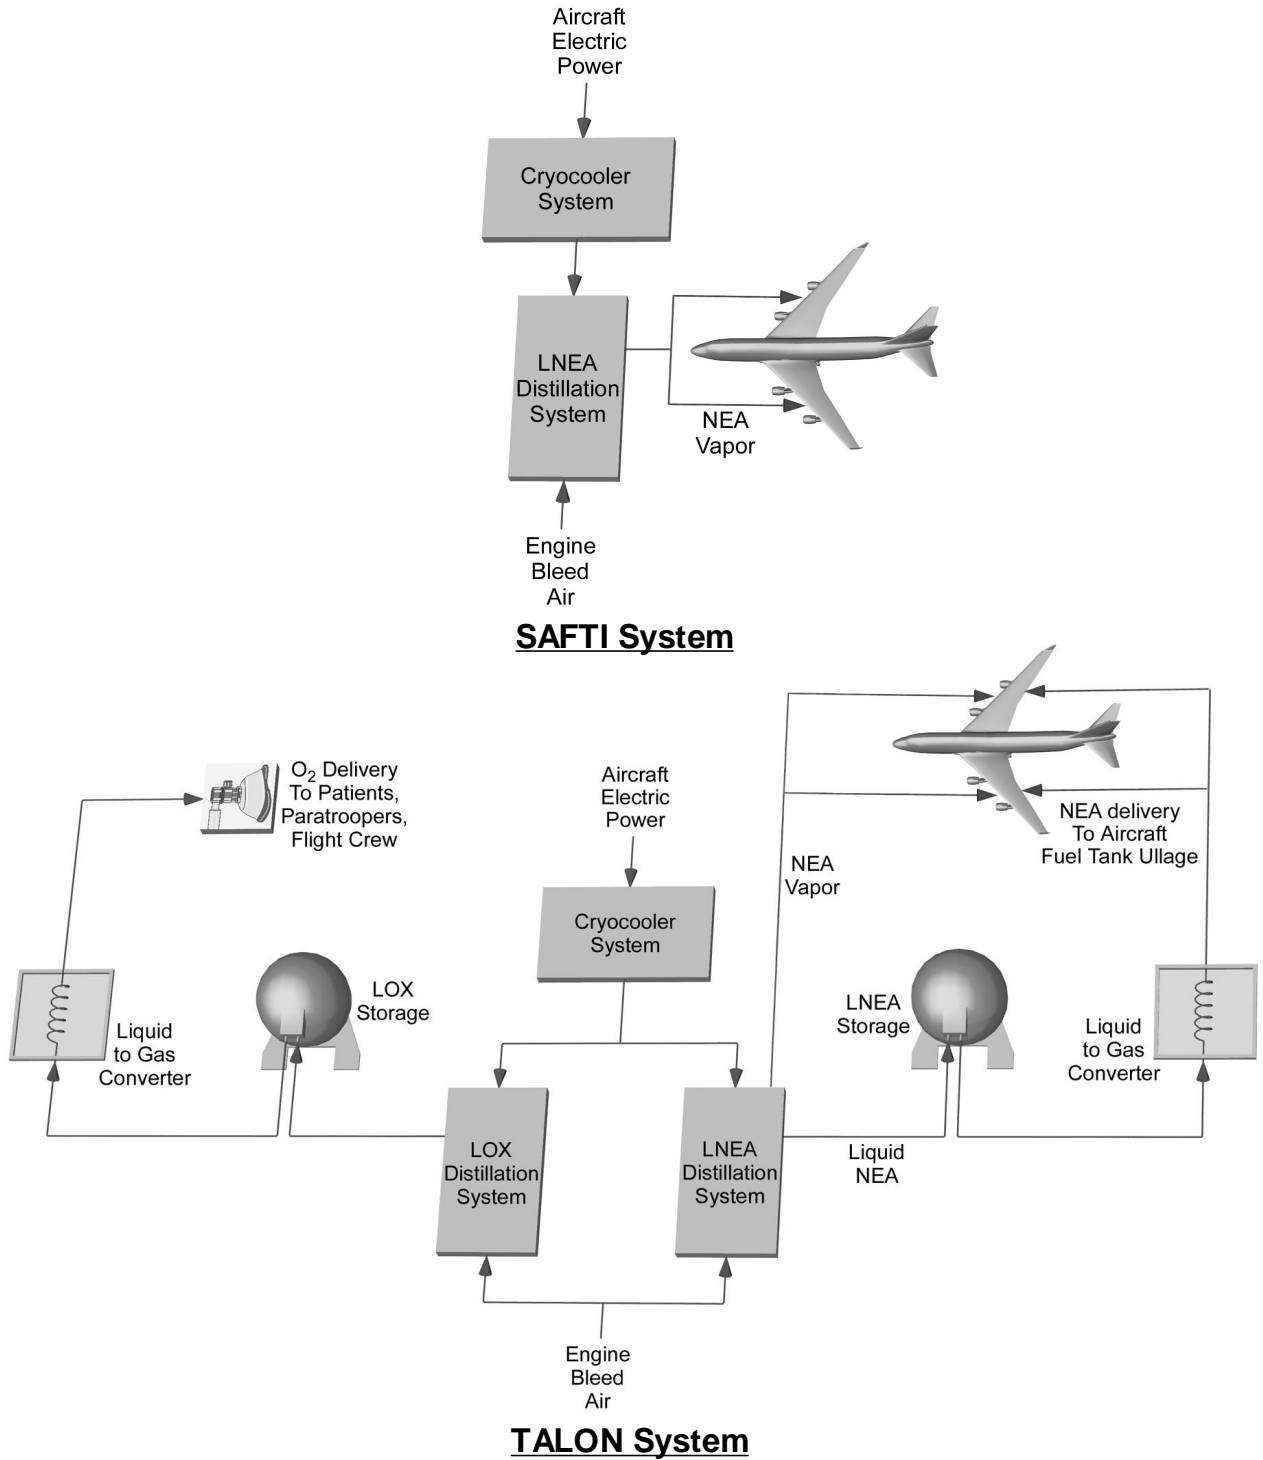 Aircraft
Electric
Power
Cryocooler
System
LNEA
Distillation
System
NEA
Vapor
Engine
Bleed
Air
SAFTI System
O2 Delivery
To Patients,
Paratroopers,
Flight Crew
Aircraft
Electric
Power
NEA delivery
To Aircraft
Fuel Tank Ullage
NEA
Vapor
Cryocooler
System
LOX
Storage
Liquid
to Gas
Converter
LNEA
Storage
Liquid
to Gas
Converter
LOX
Distillation
System
LNEA
Distillation
System
Liquid
NEA
Engine
Bleed
Air
TALON System